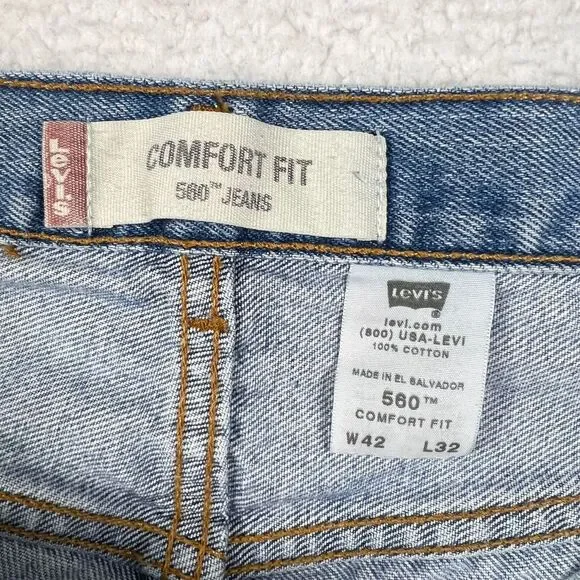 Levi's
COMFORT FIT
560™ JEANS
LEVI'S
®
levi.com
(800) USA-LEVI
100% COTTON
MADE IN EL SALVADOR
560™
COMFORT FIT
W42 L32